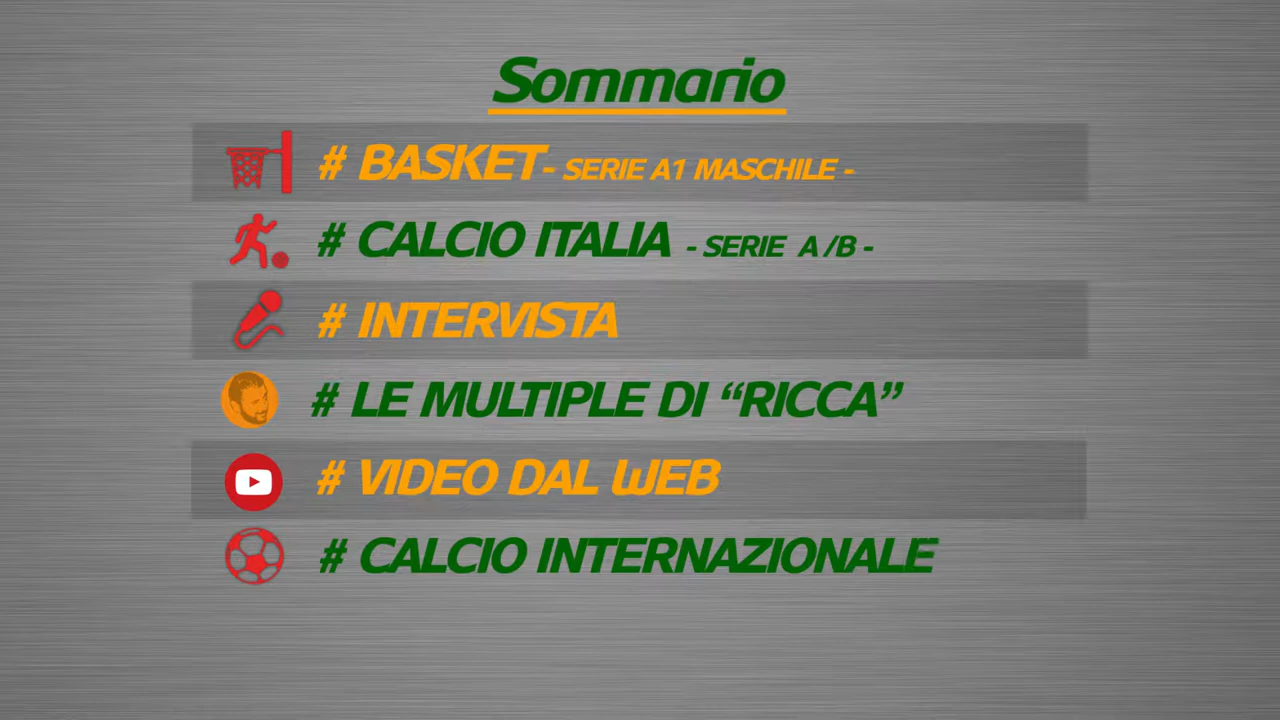 Sommario
# BASKET- SERIE A1 MASCHILE -
# CALCIO ITALIA - SERIE A /B -
# INTERVISTA
# LE MULTIPLE DI “RICCA”
# VIDEO DAL WEB
# CALCIO INTERNAZIONALE